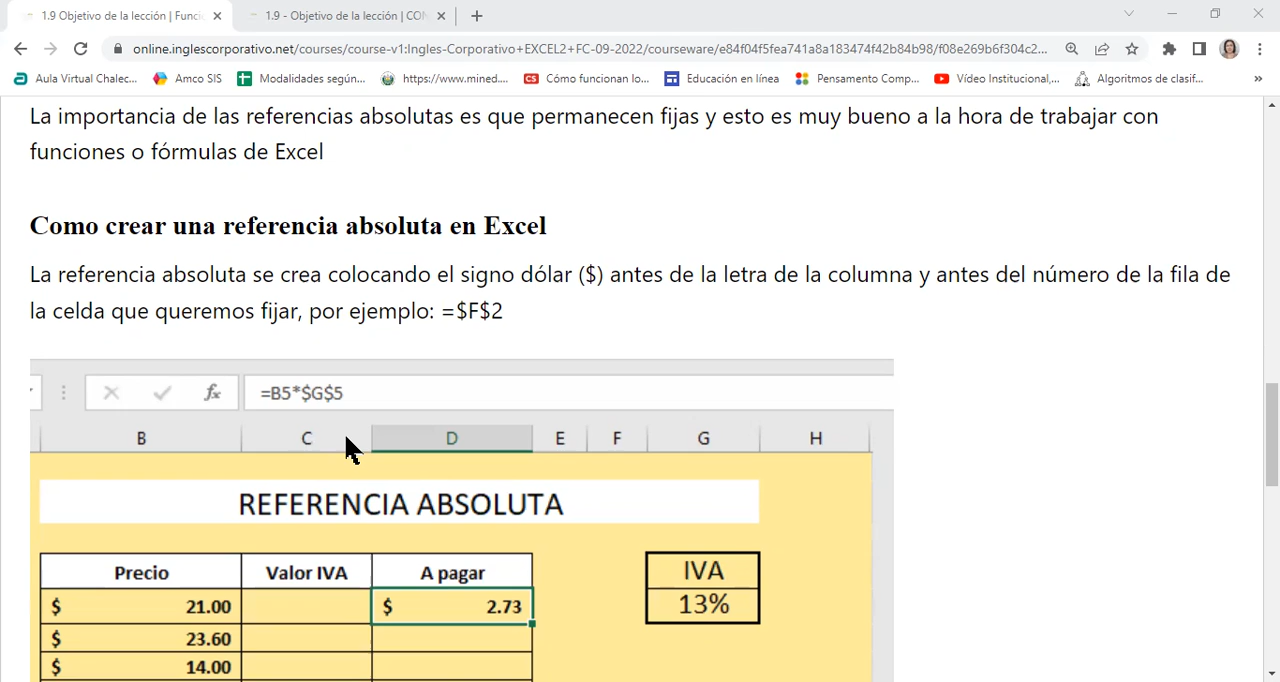 1.9 Objetivo de la lección | Funci
1.9 - Objetivo de la lección | CON
online.inglescorporativo.net/courses/course-v1:Ingles-Corporativo+EXCEL2+FC-09-2022/courseware/e84f04f5fea741a8a183474f42b84b98/f08e269b6f304c2...
Aula Virtual Chalec... Amco SIS Modalidades según... https://www.mined.... CS Cómo funcionan lo... Educación en línea Pensamento Comp... Vídeo Institucional,... Algoritmos de clasif... »
La importancia de las referencias absolutas es que permanecen fijas y esto es muy bueno a la hora de trabajar con
funciones o fórmulas de Excel
Como crear una referencia absoluta en Excel
La referencia absoluta se crea colocando el signo dólar ($) antes de la letra de la columna y antes del número de la fila de
la celda que queremos fijar, por ejemplo: =$F$2
fx =B5*$G$5
B C D E F G H
REFERENCIA ABSOLUTA
Precio Valor IVA A pagar IVA
$ 21.00 $ 2.73 13%
$ 23.60
$ 14.00